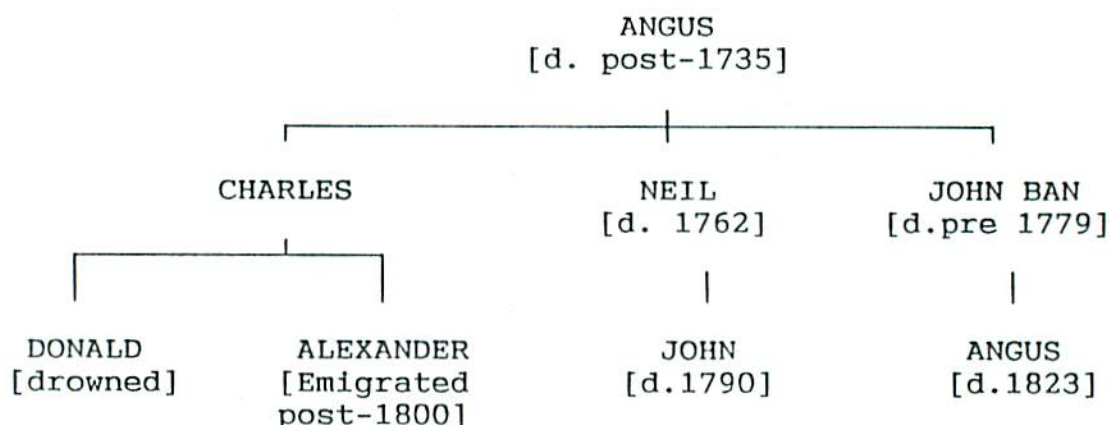 ANGUS
[d. post-1735]
CHARLES
NEIL
JOHN BAN
[d. 1762]
[d.pre 1779]
DONALD
ALEXANDER
JOHN
ANGUS
[drowned]
[Emigrated
[d.1790]
[d.1823]
post-1800]